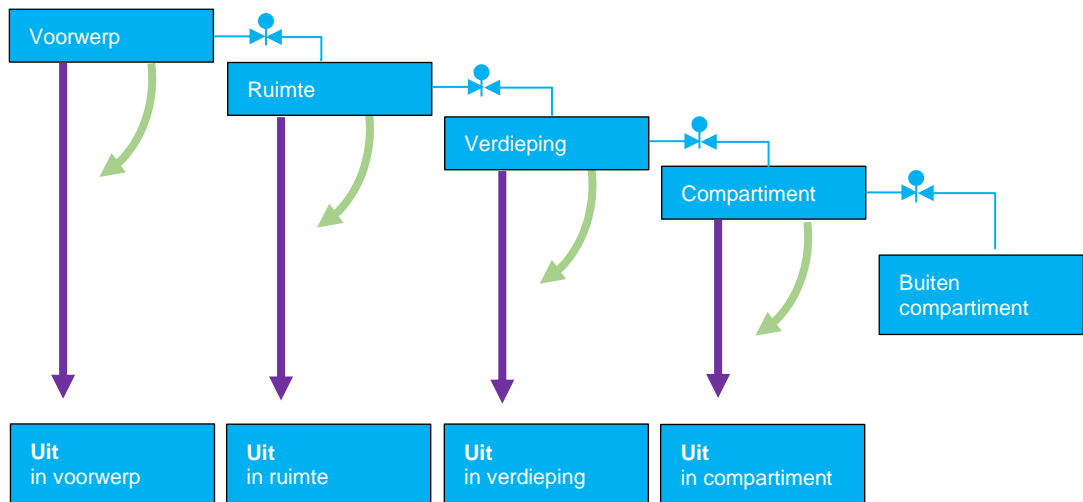 Voorwerp
Ruimte
Verdieping
Compartiment
Buiten
compartiment
Uit
in voorwerp
Uit
in ruimte
Uit
in verdieping
Uit
in compartiment